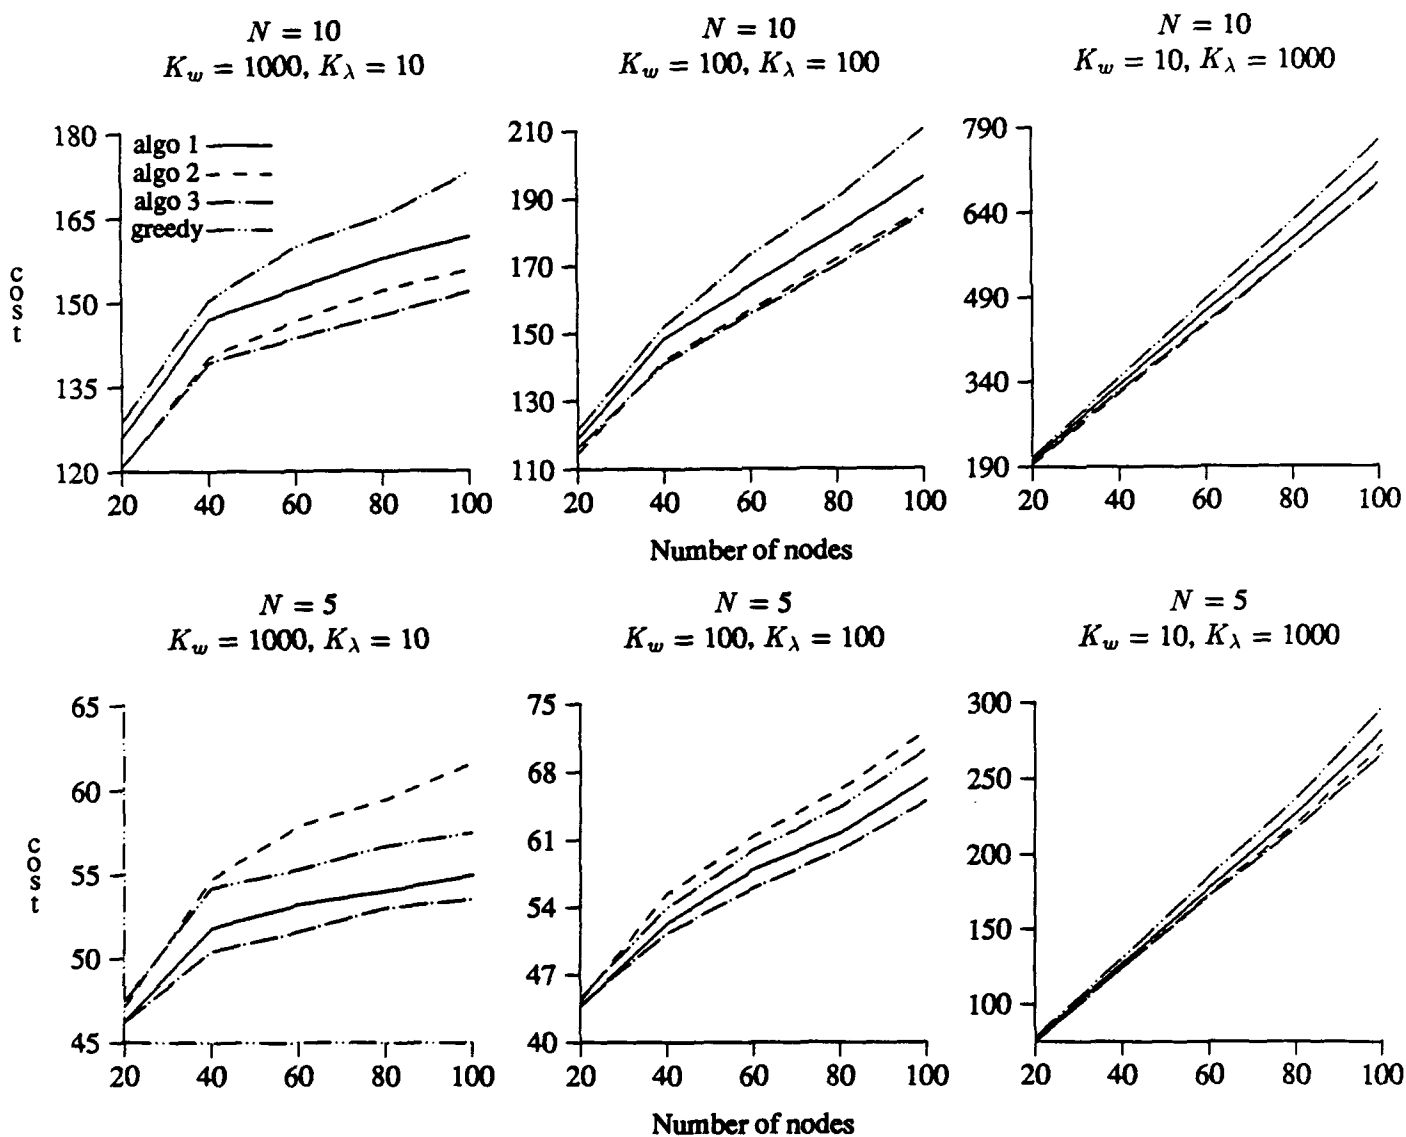 N = 10
K_w = 1000, K_λ = 10
N = 10
K_w = 100, K_λ = 100
N = 10
K_w = 10, K_λ = 1000
180
165
150
135
120
algo 1
algo 2
algo 3
greedy
cost
20 40 60 80 100
210
190
170
150
130
110
20 40 60 80 100
790
640
490
340
190
20 40 60 80 100
Number of nodes
N = 5
K_w = 1000, K_λ = 10
N = 5
K_w = 100, K_λ = 100
N = 5
K_w = 10, K_λ = 1000
65
60
55
50
45
cost
20 40 60 80 100
75
68
61
54
47
40
20 40 60 80 100
300
250
200
150
100
20 40 60 80 100
Number of nodes